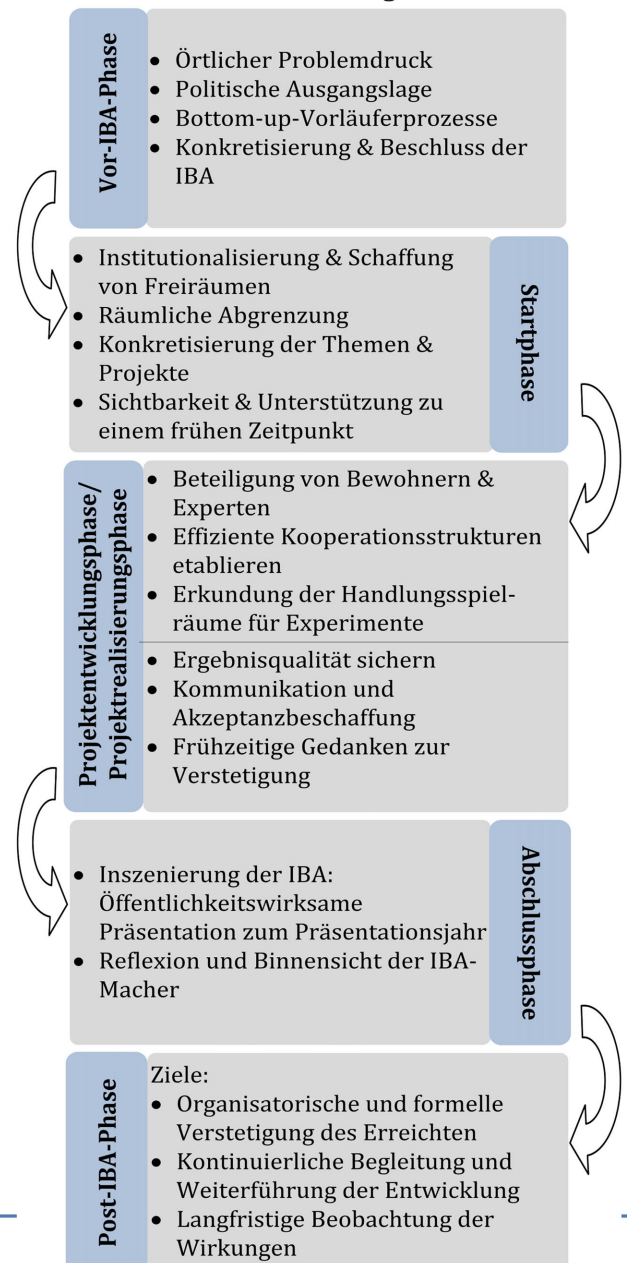 Vor-IBA-Phase
• Örtlicher Problemdruck
• Politische Ausgangslage
• Bottom-up-Vorläuferprozesse
• Konkretisierung & Beschluss der
IBA
• Institutionalisierung & Schaffung
von Freiräumen
• Räumliche Abgrenzung
• Konkretisierung der Themen &
Projekte
• Sichtbarkeit & Unterstützung zu
einem frühen Zeitpunkt
Startphase
Projektentwicklungsphase/
Projektrealisierungsphase
• Beteiligung von Bewohnern &
Experten
• Effiziente Kooperationsstrukturen
etablieren
• Erkundung der Handlungsspiel-
räume für Experimente
• Ergebnisqualität sichern
• Kommunikation und
Akzeptanzbeschaffung
• Frühzeitige Gedanken zur
Verstetigung
• Inszenierung der IBA:
Öffentlichkeitswirksame
Präsentation zum Präsentationsjahr
• Reflexion und Binnensicht der IBA-
Macher
Abschlussphase
Post-IBA-Phase
Ziele:
• Organisatorische und formelle
Verstetigung des Erreichten
• Kontinuierliche Begleitung und
Weiterführung der Entwicklung
• Langfristige Beobachtung der
Wirkungen